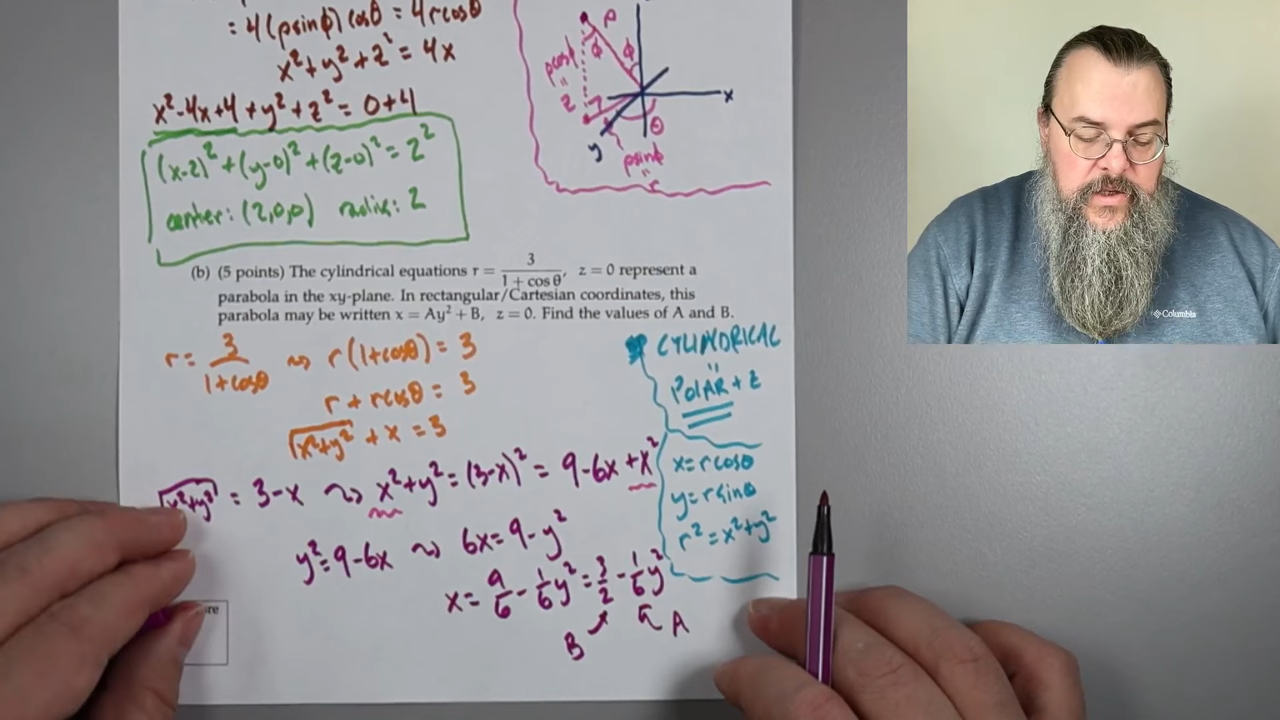 = 4(ρsinφ)cosθ = 4rcosθ
x²+y²+z² = 4x
x²-4x+4+y²+z² = 0+4
(x-2)²+(y-0)²+(z-0)² = 2²
center: (2,0,0) radius: 2
ρ
φ
φ
ρcosφ
=
z
r
x
θ
y
ρsinφ
=
r
(b) (5 points) The cylindrical equations r = 3/(1 + cos θ), z = 0 represent a
parabola in the xy-plane. In rectangular/Cartesian coordinates, this
parabola may be written x = Ay² + B, z = 0. Find the values of A and B.
r = 3/(1+cosθ) ⇝ r(1+cosθ) = 3
r + rcosθ = 3
√(x²+y²) + x = 3
√(x²+y²) = 3-x ⇝ x²+y² = (3-x)² = 9-6x+x²
y² = 9-6x ⇝ 6x = 9-y²
x = 9/6 - 1/6 y² = 3/2 - 1/6 y²
B
A
CYLINDRICAL
=
POLAR + z
x = rcosθ
y = rsinθ
r² = x²+y²
Columbia